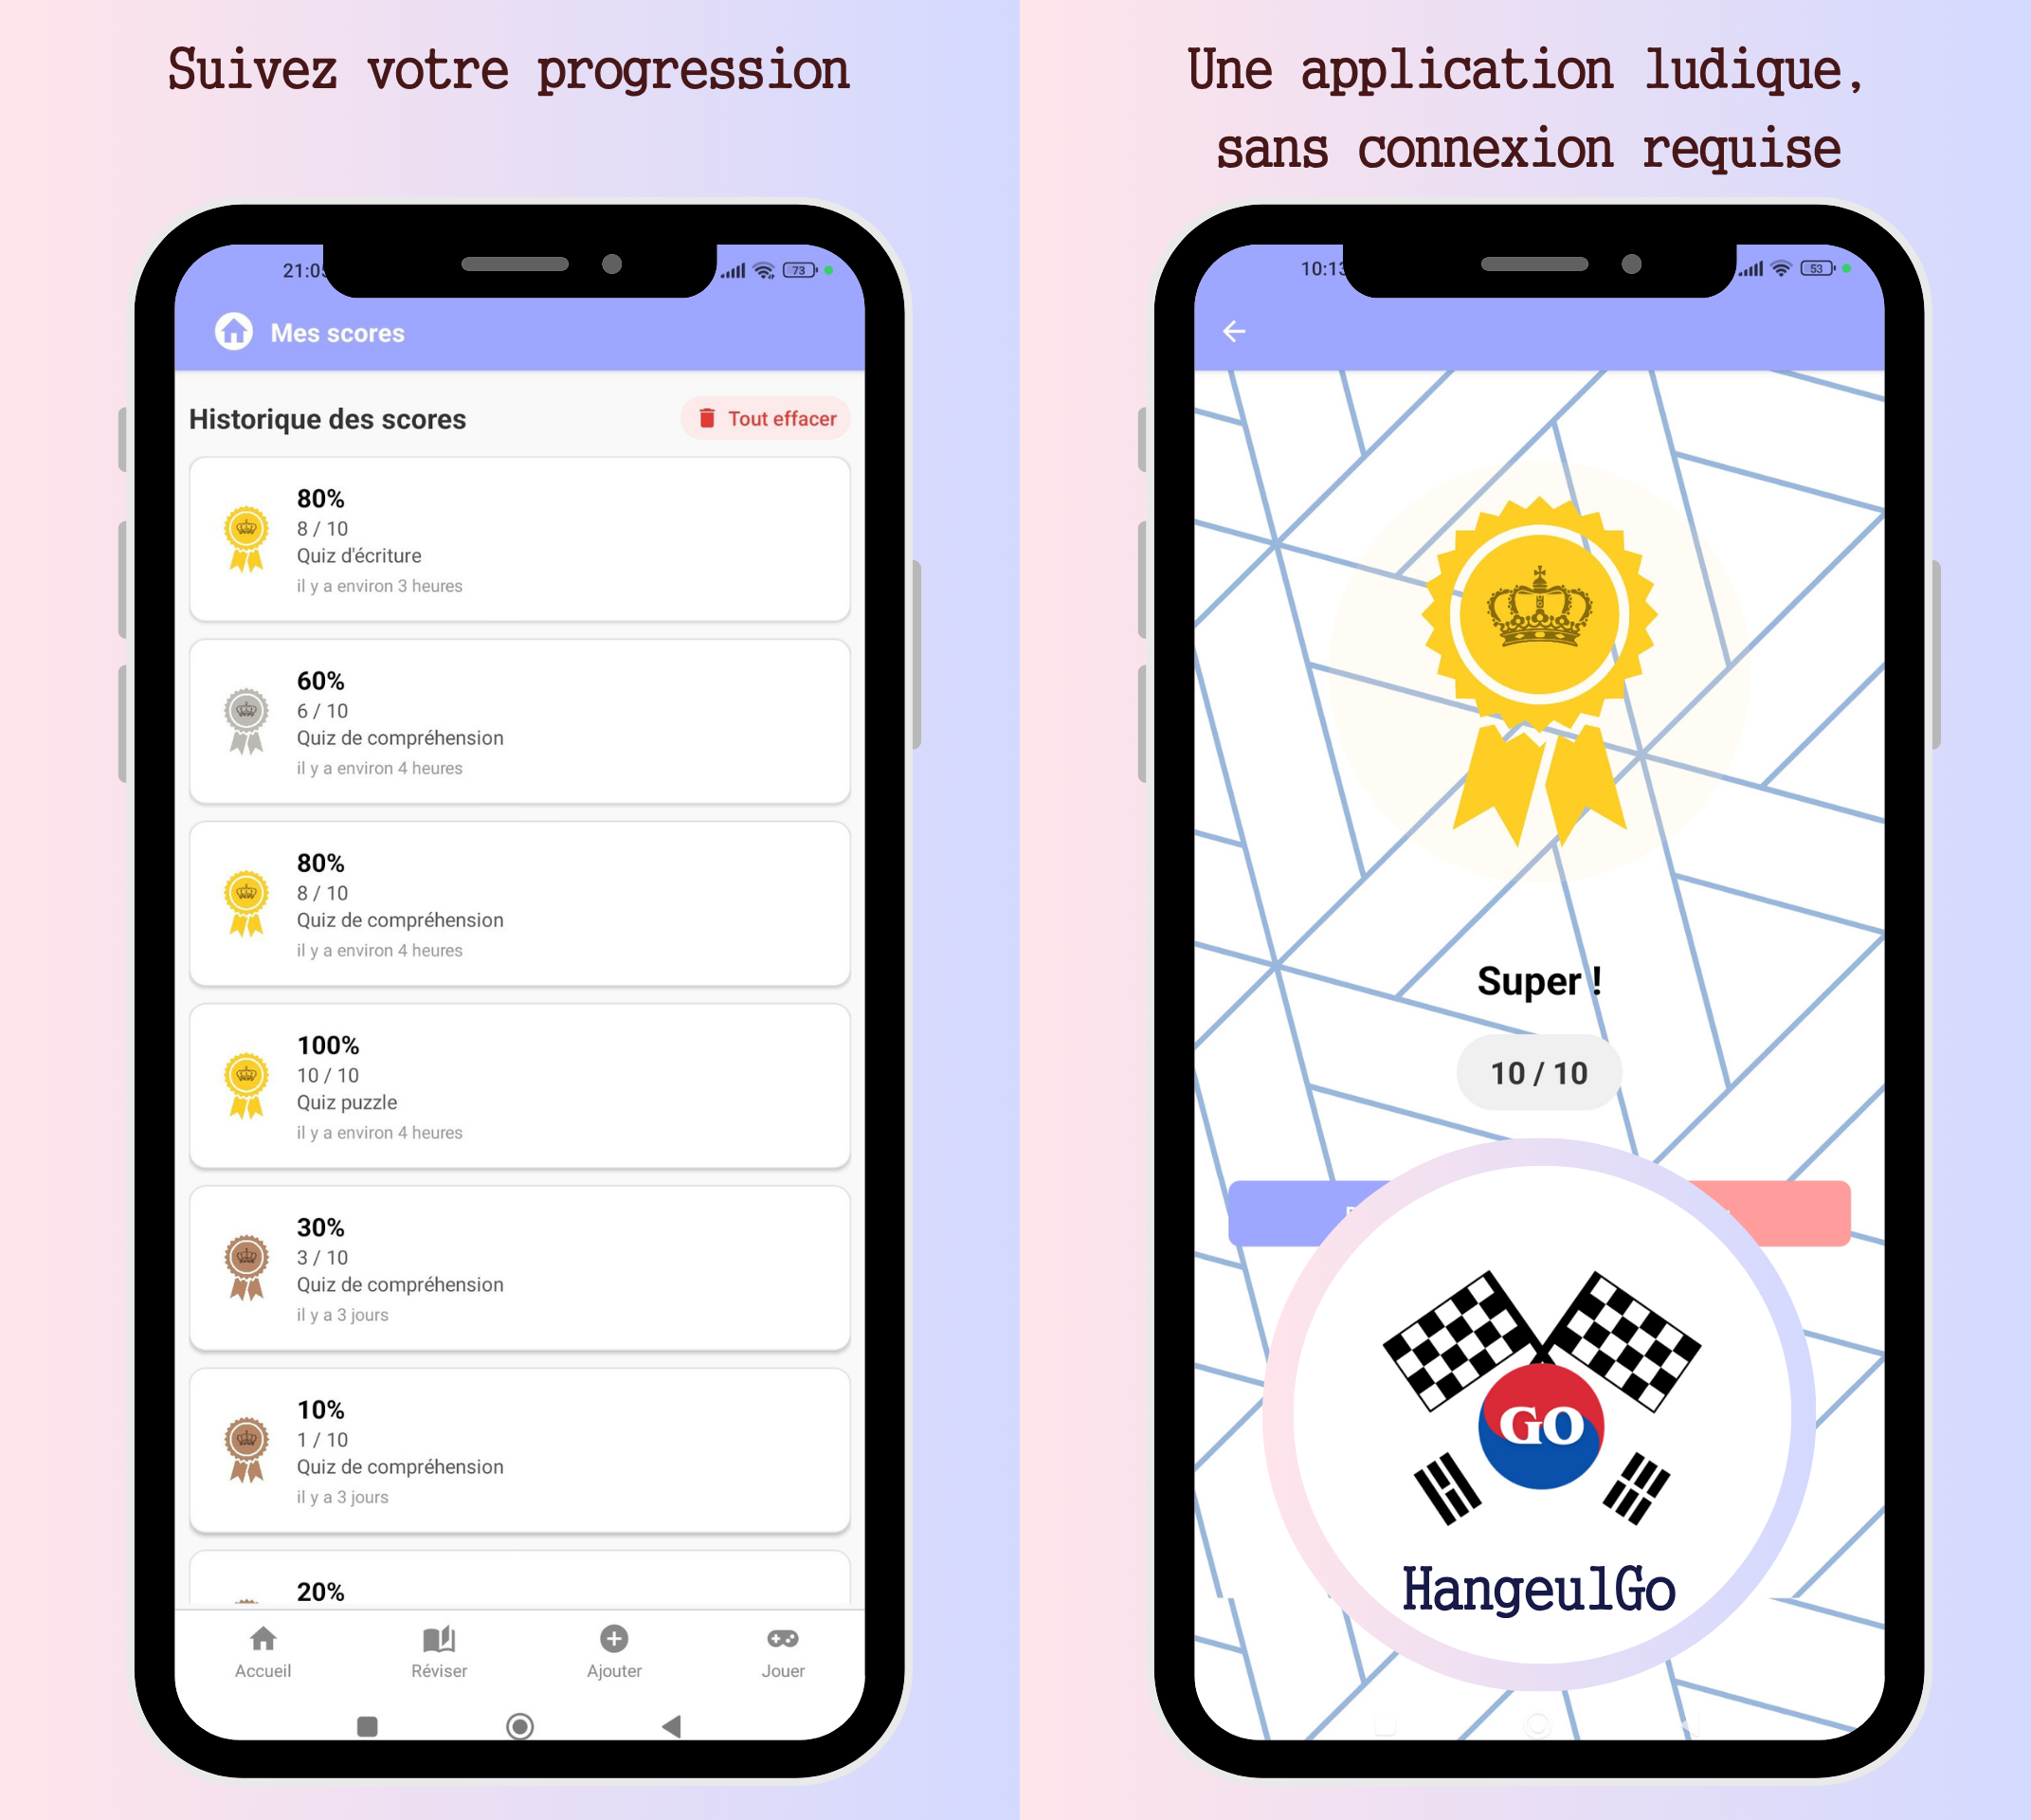 Suivez votre progression
73
Mes scores
Historique des scores
Tout effacer
80%
8 / 10
Quiz d'écriture
il y a environ 3 heures
60%
6 / 10
Quiz de compréhension
il y a environ 4 heures
80%
8 / 10
Quiz de compréhension
il y a environ 4 heures
100%
10 / 10
Quiz puzzle
il y a environ 4 heures
30%
3 / 10
Quiz de compréhension
il y a 3 jours
10%
1 / 10
Quiz de compréhension
il y a 3 jours
20%
Accueil
Réviser
Ajouter
Jouer
Une application ludique,
sans connexion requise
53
Super !
10 / 10
GO
HangeulGo